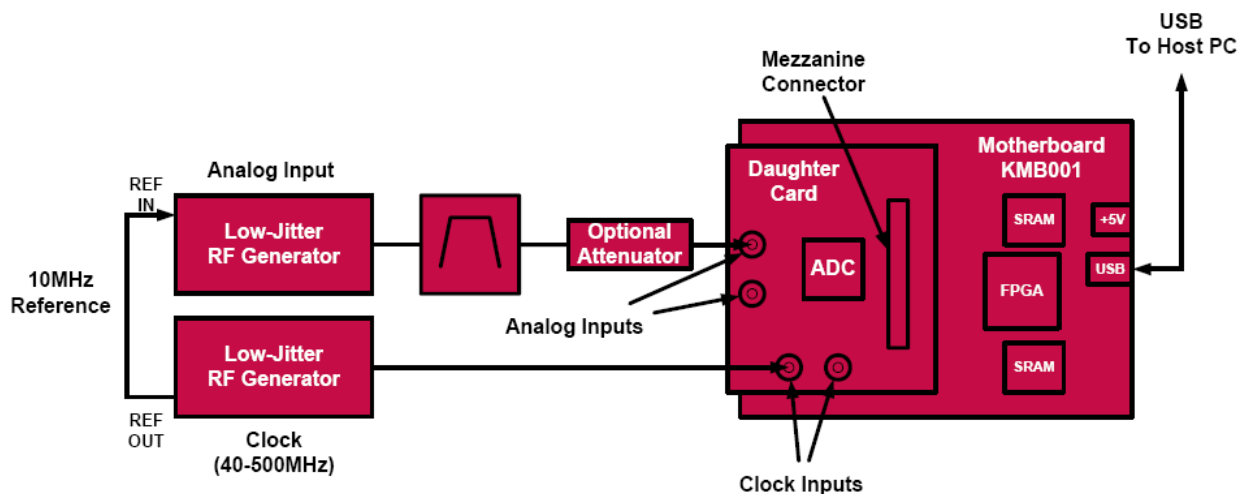 USB
To Host PC
Mezzanine
Connector
Motherboard
KMB001
Daughter
Card
Analog Input
REF
IN
Low-Jitter
RF Generator
Optional
Attenuator
SRAM
+5V
ADC
USB
FPGA
10MHz
Reference
Analog Inputs
Low-Jitter
RF Generator
SRAM
REF
OUT
Clock
(40-500MHz)
Clock Inputs